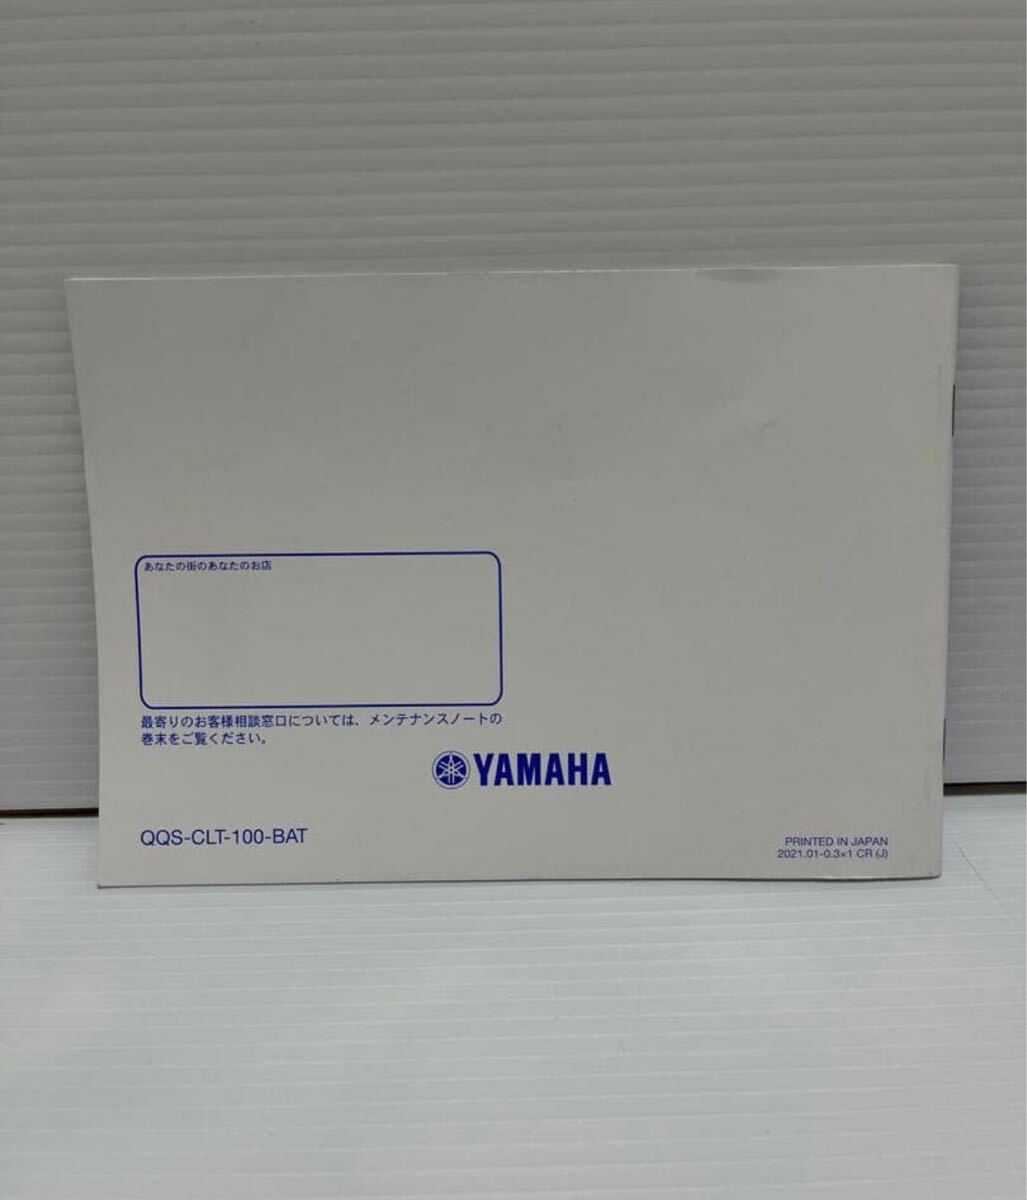 あなたの街のあなたのお店
最寄りのお客様相談窓口については、メンテナンスノートの
巻末をご覧ください。
YAMAHA
QQS-CLT-100-BAT
PRINTED IN JAPAN
2021.01-0.3×1 CR (J)